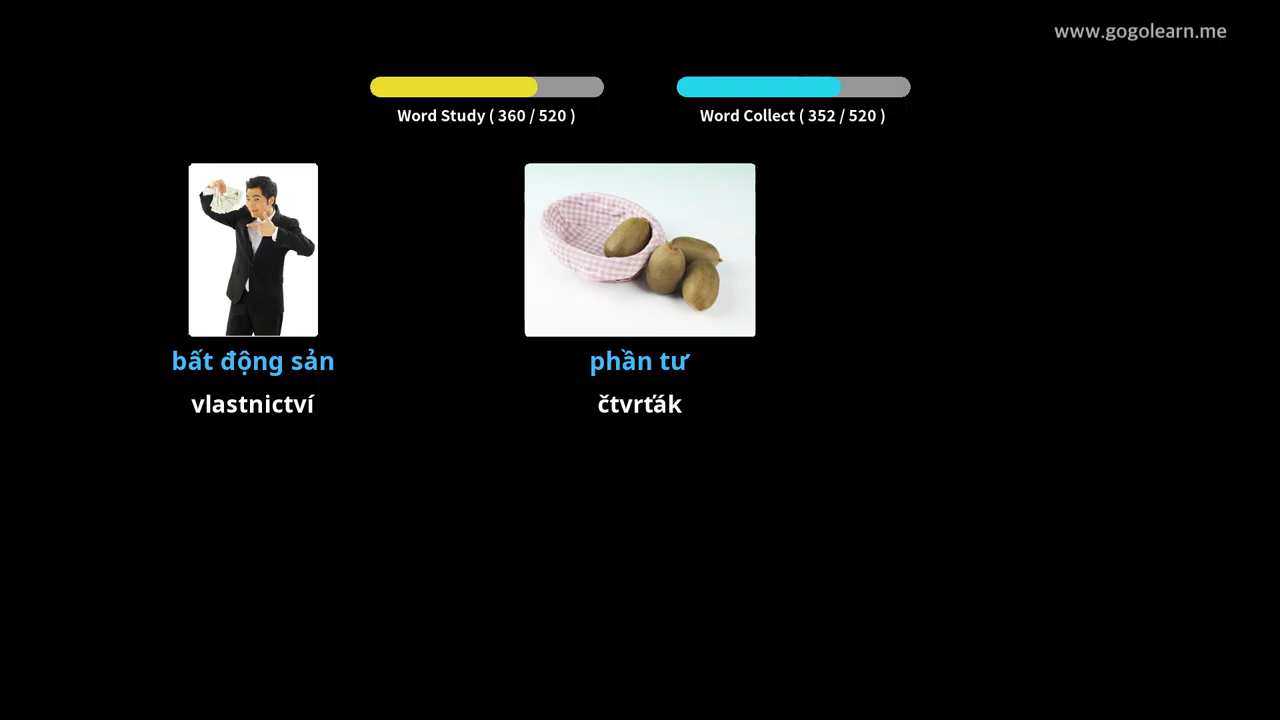 www.gogolearn.me
Word Study ( 360 / 520 )
Word Collect ( 352 / 520 )
bất động sản
vlastnictví
phần tư
čtvrťák